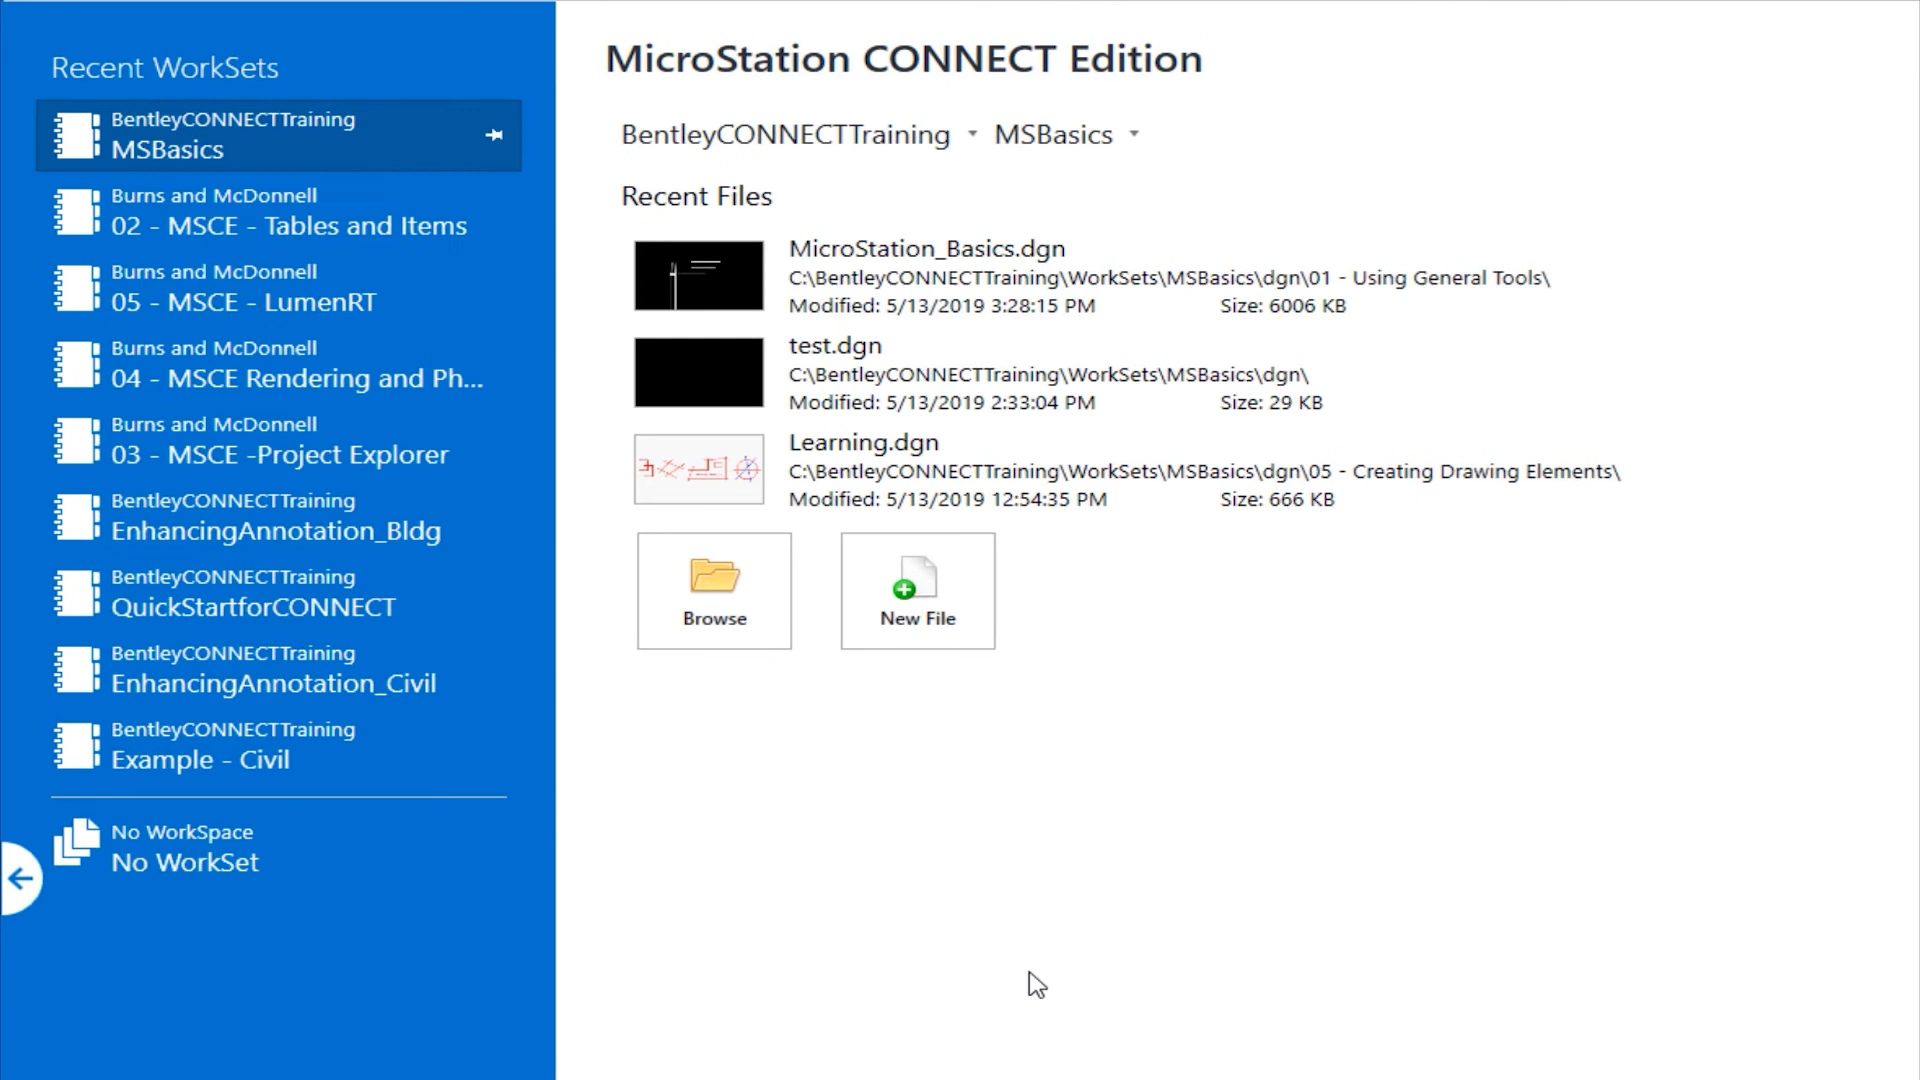 Recent WorkSets
BentleyCONNECTTraining
MSBasics
Burns and McDonnell
02 - MSCE - Tables and Items
Burns and McDonnell
05 - MSCE - LumenRT
Burns and McDonnell
04 - MSCE Rendering and Ph...
Burns and McDonnell
03 - MSCE -Project Explorer
BentleyCONNECTTraining
EnhancingAnnotation_Bldg
BentleyCONNECTTraining
QuickStartforCONNECT
BentleyCONNECTTraining
EnhancingAnnotation_Civil
BentleyCONNECTTraining
Example - Civil
No WorkSpace
No WorkSet
MicroStation CONNECT Edition
BentleyCONNECTTraining MSBasics
Recent Files
MicroStation_Basics.dgn
C:\BentleyCONNECTTraining\WorkSets\MSBasics\dgn\01 - Using General Tools\
Modified: 5/13/2019 3:28:15 PM Size: 6006 KB
test.dgn
C:\BentleyCONNECTTraining\WorkSets\MSBasics\dgn\
Modified: 5/13/2019 2:33:04 PM Size: 29 KB
Learning.dgn
C:\BentleyCONNECTTraining\WorkSets\MSBasics\dgn\05 - Creating Drawing Elements\
Modified: 5/13/2019 12:54:35 PM Size: 666 KB
Browse
New File